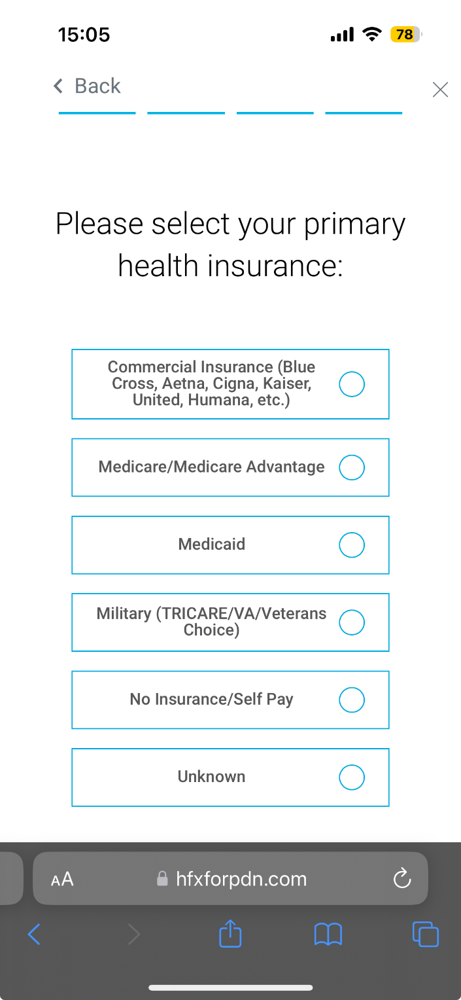 15:05
78
Back
Please select your primary
health insurance:
Commercial Insurance (Blue
Cross, Aetna, Cigna, Kaiser,
United, Humana, etc.)
Medicare/Medicare Advantage
Medicaid
Military (TRICARE/VA/Veterans
Choice)
No Insurance/Self Pay
Unknown
AA hfxforpdn.com